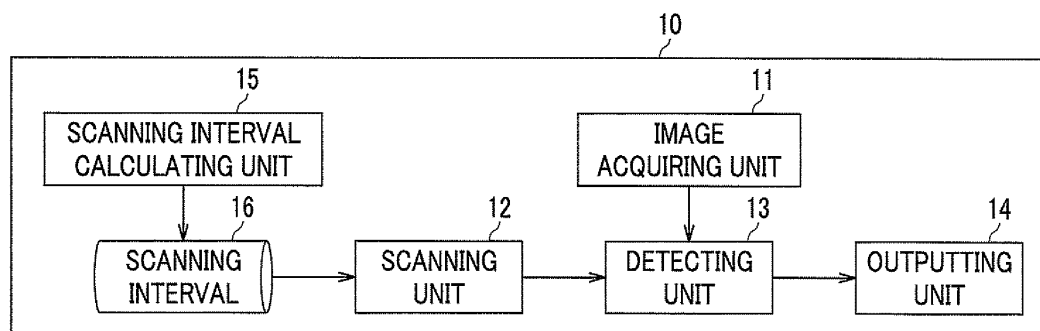 10
15
SCANNING INTERVAL
CALCULATING UNIT
11
IMAGE
ACQUIRING UNIT
16
SCANNING
INTERVAL
12
SCANNING
UNIT
13
DETECTING
UNIT
14
OUTPUTTING
UNIT